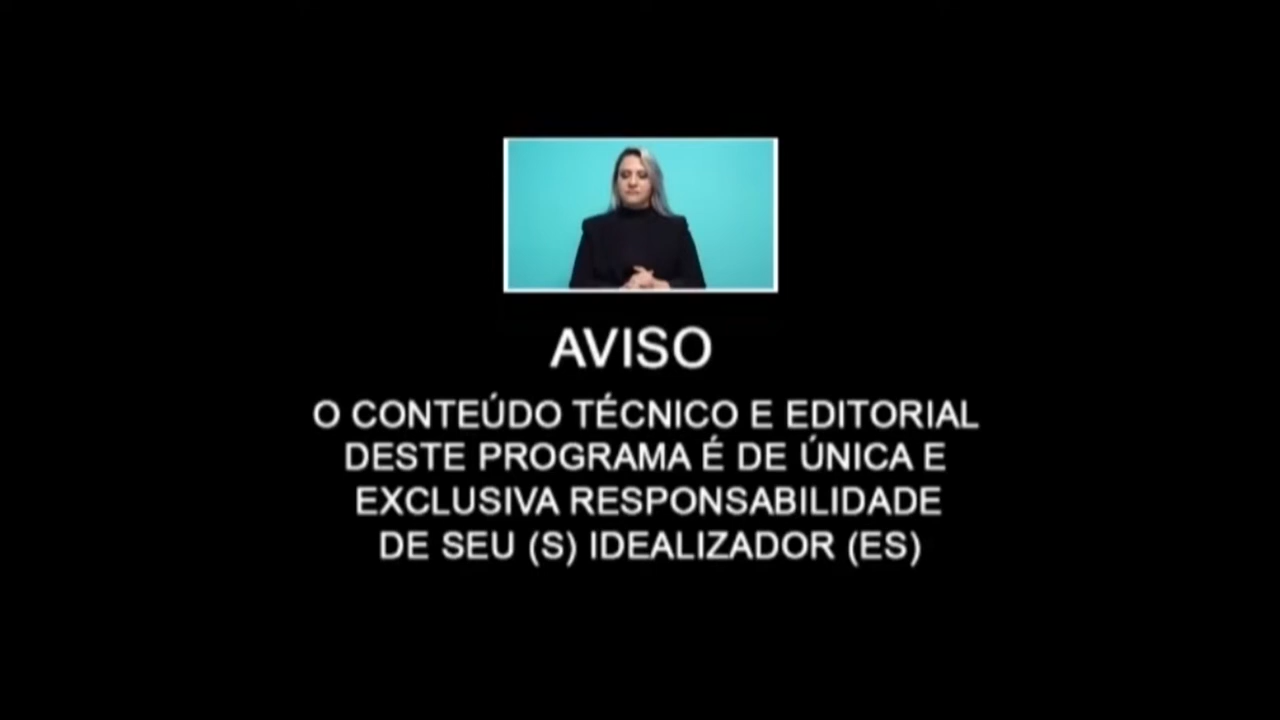 AVISO
O CONTEÚDO TÉCNICO E EDITORIAL
DESTE PROGRAMA É DE ÚNICA E
EXCLUSIVA RESPONSABILIDADE
DE SEU (S) IDEALIZADOR (ES)